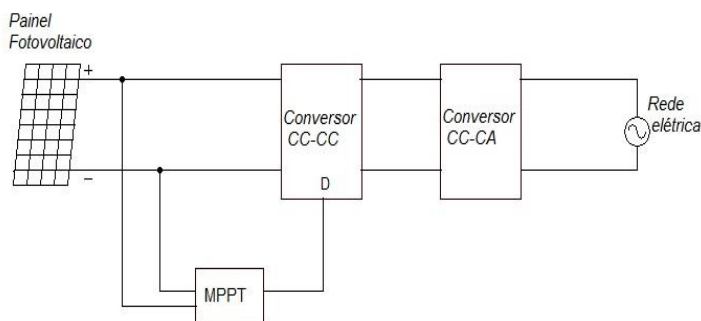 Painel
Fotovoltaico
+
Conversor
CC-CC
Conversor
CC-CA
Rede
elétrica
−
D
MPPT